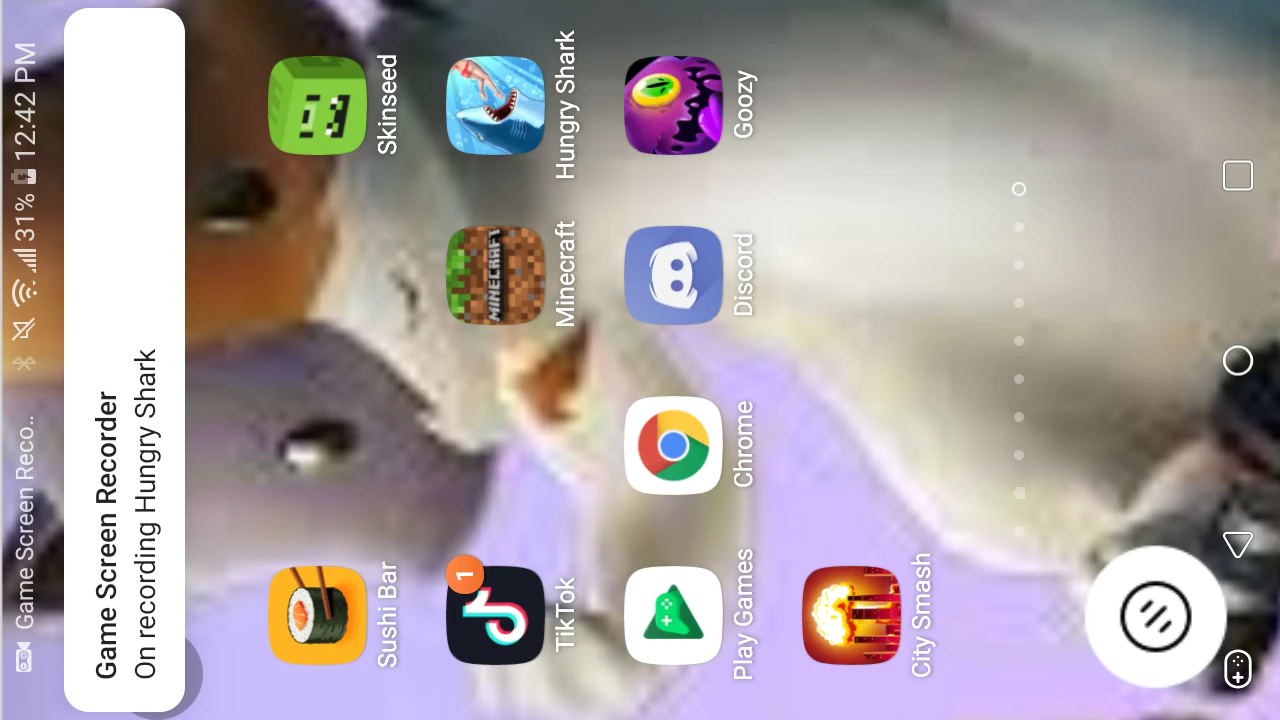 Game Screen Reco..
31% 12:42 PM
Game Screen Recorder
On recording Hungry Shark
Sushi Bar
Skinseed
1
TikTok
MINECRAFT
Minecraft
Hungry Shark
Play Games
Chrome
Discord
Goozy
City Smash